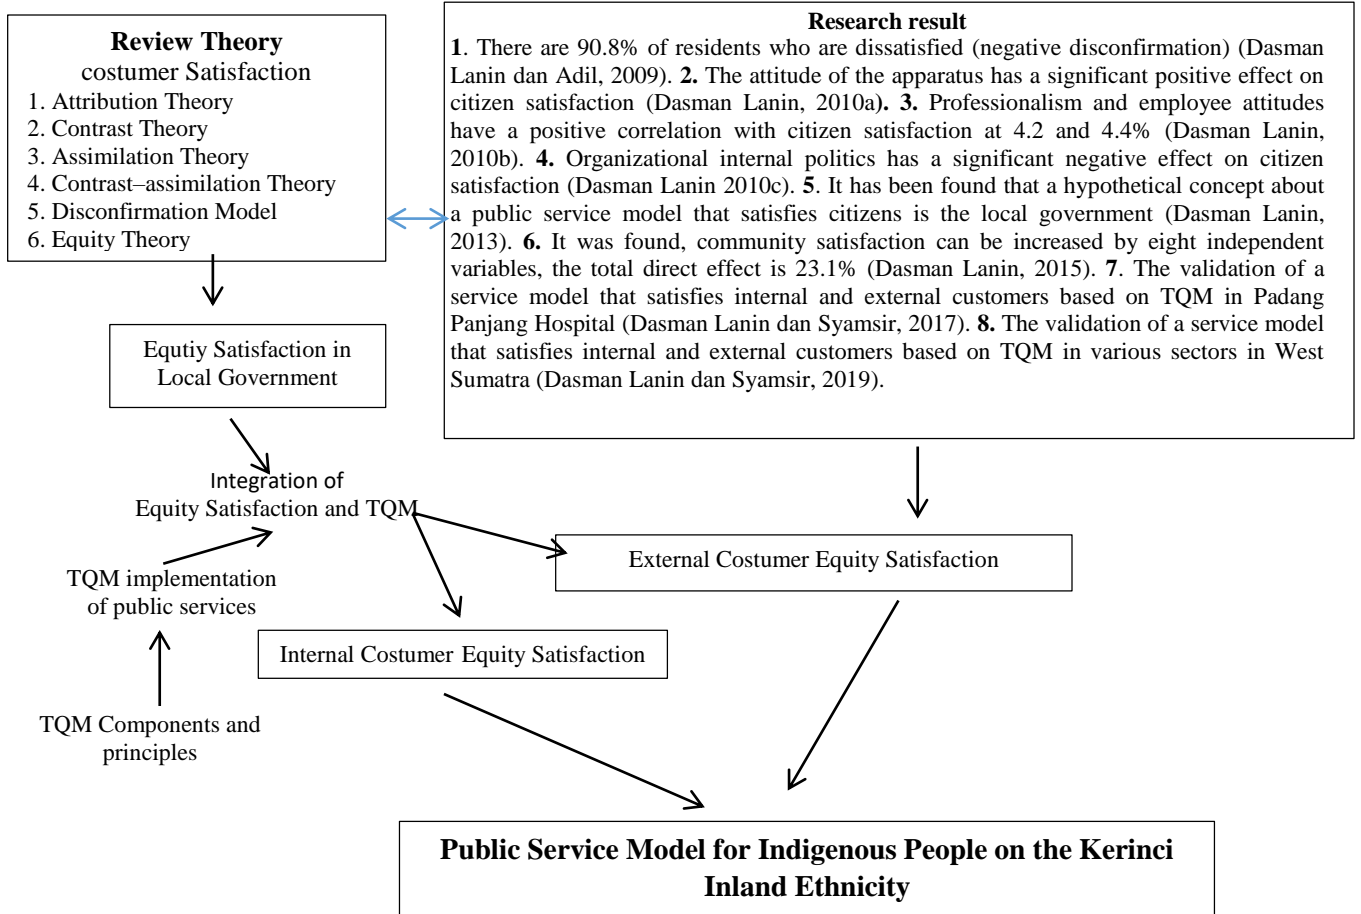 Review Theory
costumer Satisfaction
1. Attribution Theory
2. Contrast Theory
3. Assimilation Theory
4. Contrast–assimilation Theory
5. Disconfirmation Model
6. Equity Theory
Research result
1. There are 90.8% of residents who are dissatisfied (negative disconfirmation) (Dasman
Lanin dan Adil, 2009). 2. The attitude of the apparatus has a significant positive effect on
citizen satisfaction (Dasman Lanin, 2010a). 3. Professionalism and employee attitudes
have a positive correlation with citizen satisfaction at 4.2 and 4.4% (Dasman Lanin,
2010b). 4. Organizational internal politics has a significant negative effect on citizen
satisfaction (Dasman Lanin 2010c). 5. It has been found that a hypothetical concept about
a public service model that satisfies citizens is the local government (Dasman Lanin,
2013). 6. It was found, community satisfaction can be increased by eight independent
variables, the total direct effect is 23.1% (Dasman Lanin, 2015). 7. The validation of a
service model that satisfies internal and external customers based on TQM in Padang
Panjang Hospital (Dasman Lanin dan Syamsir, 2017). 8. The validation of a service model
that satisfies internal and external customers based on TQM in various sectors in West
Sumatra (Dasman Lanin dan Syamsir, 2019).
Equtiy Satisfaction in
Local Government
Integration of
Equity Satisfaction and TQM
TQM implementation
of public services
TQM Components and
principles
External Costumer Equity Satisfaction
Internal Costumer Equity Satisfaction
Public Service Model for Indigenous People on the Kerinci
Inland Ethnicity